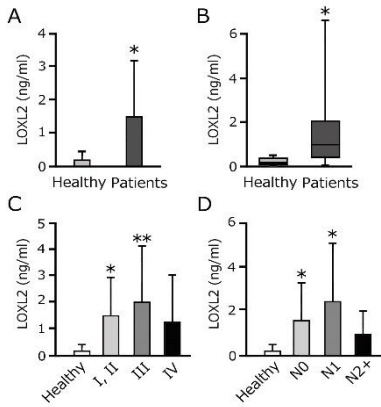 A
LOXL2 (ng/ml)
4
3
2
1
0
*
Healthy Patients
B
LOXL2 (ng/ml)
6
4
2
0
*
Healthy Patients
C
LOXL2 (ng/ml)
5
4
3
2
1
0
*
**
Healthy
I, II
III
IV
D
LOXL2 (ng/ml)
6
4
2
0
*
*
Healthy
N0
N1
N2+